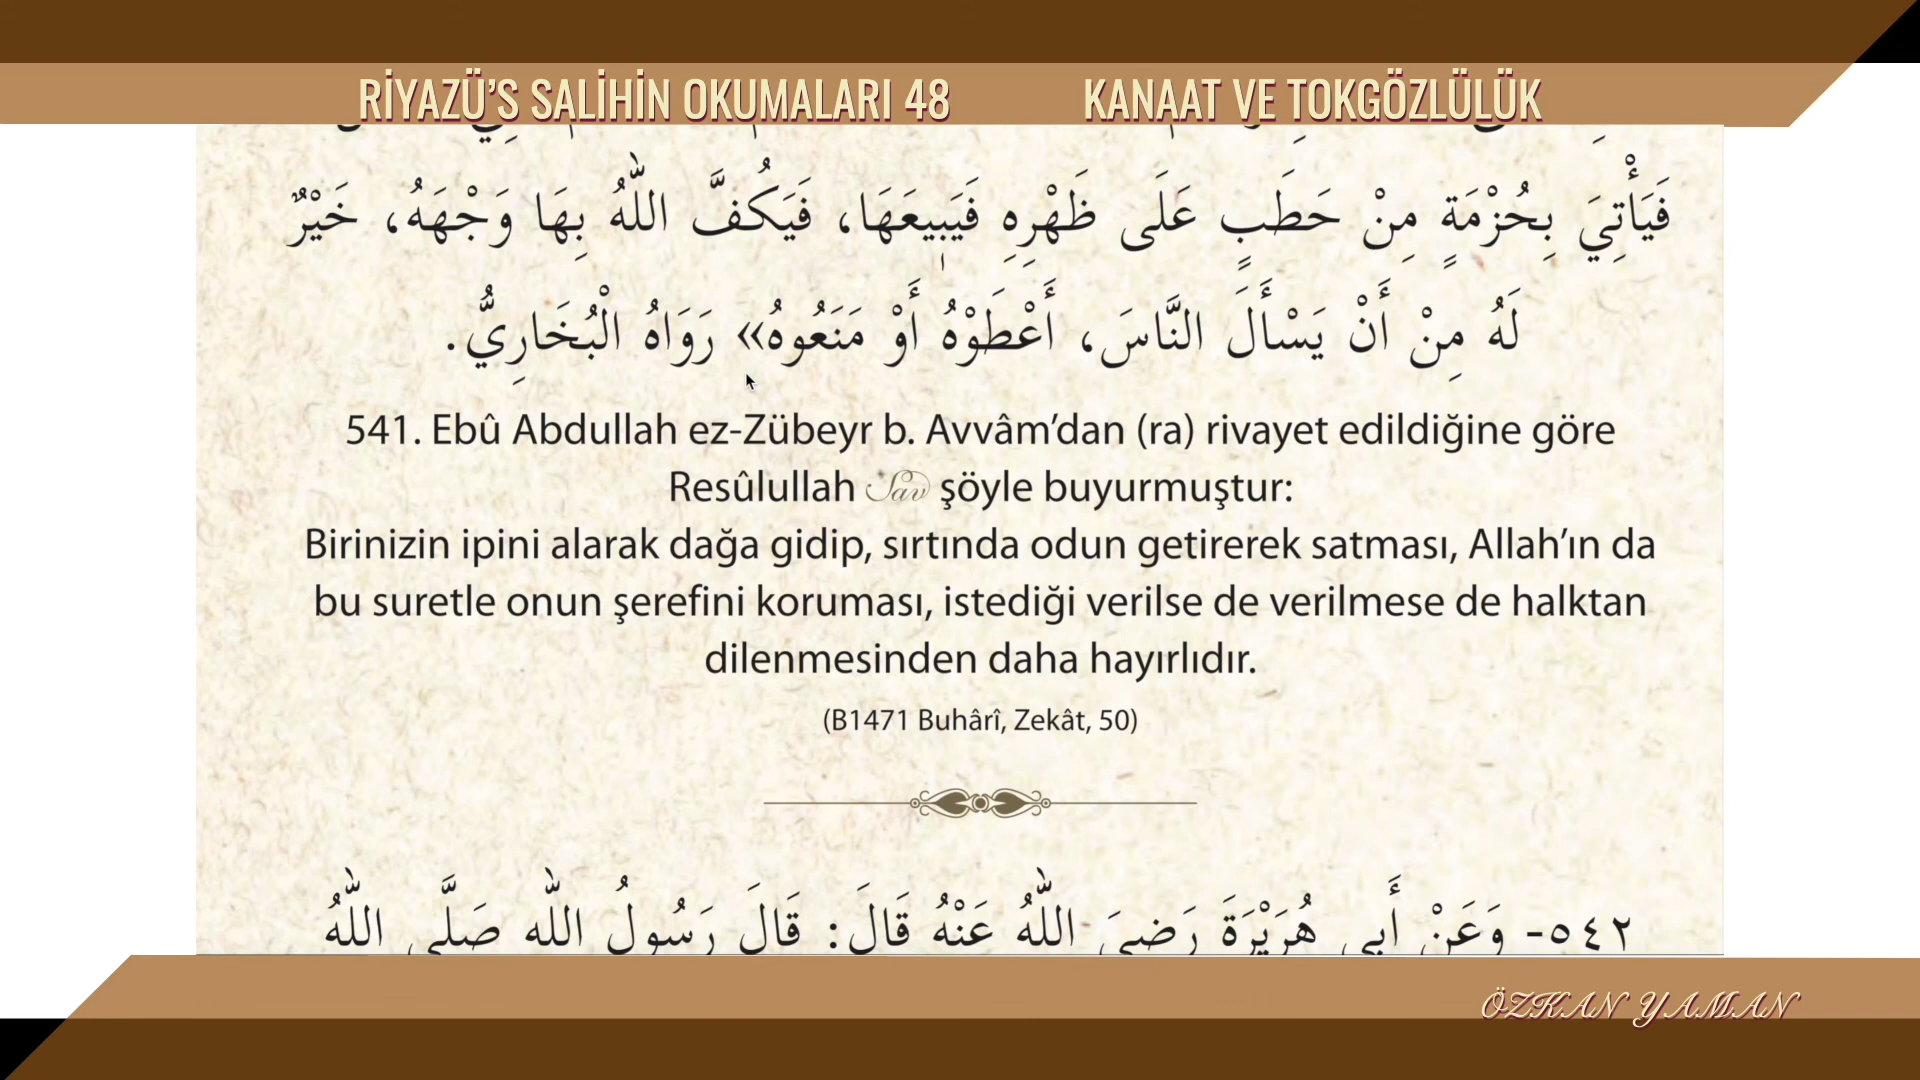 RİYAZÜ'S SALİHİN OKUMALARI 48 KANAAT VE TOKGÖZLÜLÜK
فَيَأْتِيَ بِحُزْمَةٍ مِنْ حَطَبٍ عَلَى ظَهْرِهِ فَيَبِيعَهَا، فَيَكُفَّ اللّٰهُ بِهَا وَجْهَهُ، خَيْرٌ
لَهُ مِنْ أَنْ يَسْأَلَ النَّاسَ، أَعْطَوْهُ أَوْ مَنَعُوهُ» رَوَاهُ الْبُخَارِيُّ.
541. Ebû Abdullah ez-Zübeyr b. Avvâm'dan (ra) rivayet edildiğine göre
Resûlullah Sav şöyle buyurmuştur:
Birinizin ipini alarak dağa gidip, sırtında odun getirerek satması, Allah'ın da
bu suretle onun şerefini koruması, istediği verilse de verilmese de halktan
dilenmesinden daha hayırlıdır.
(B1471 Buhârî, Zekât, 50)
٥٤٢- وَعَنْ أَبِي هُرَيْرَةَ رَضِيَ اللّٰهُ عَنْهُ قَالَ: قَالَ رَسُولُ اللّٰه صَلَّى اللّٰهُ
ÖZKAN YAMAN